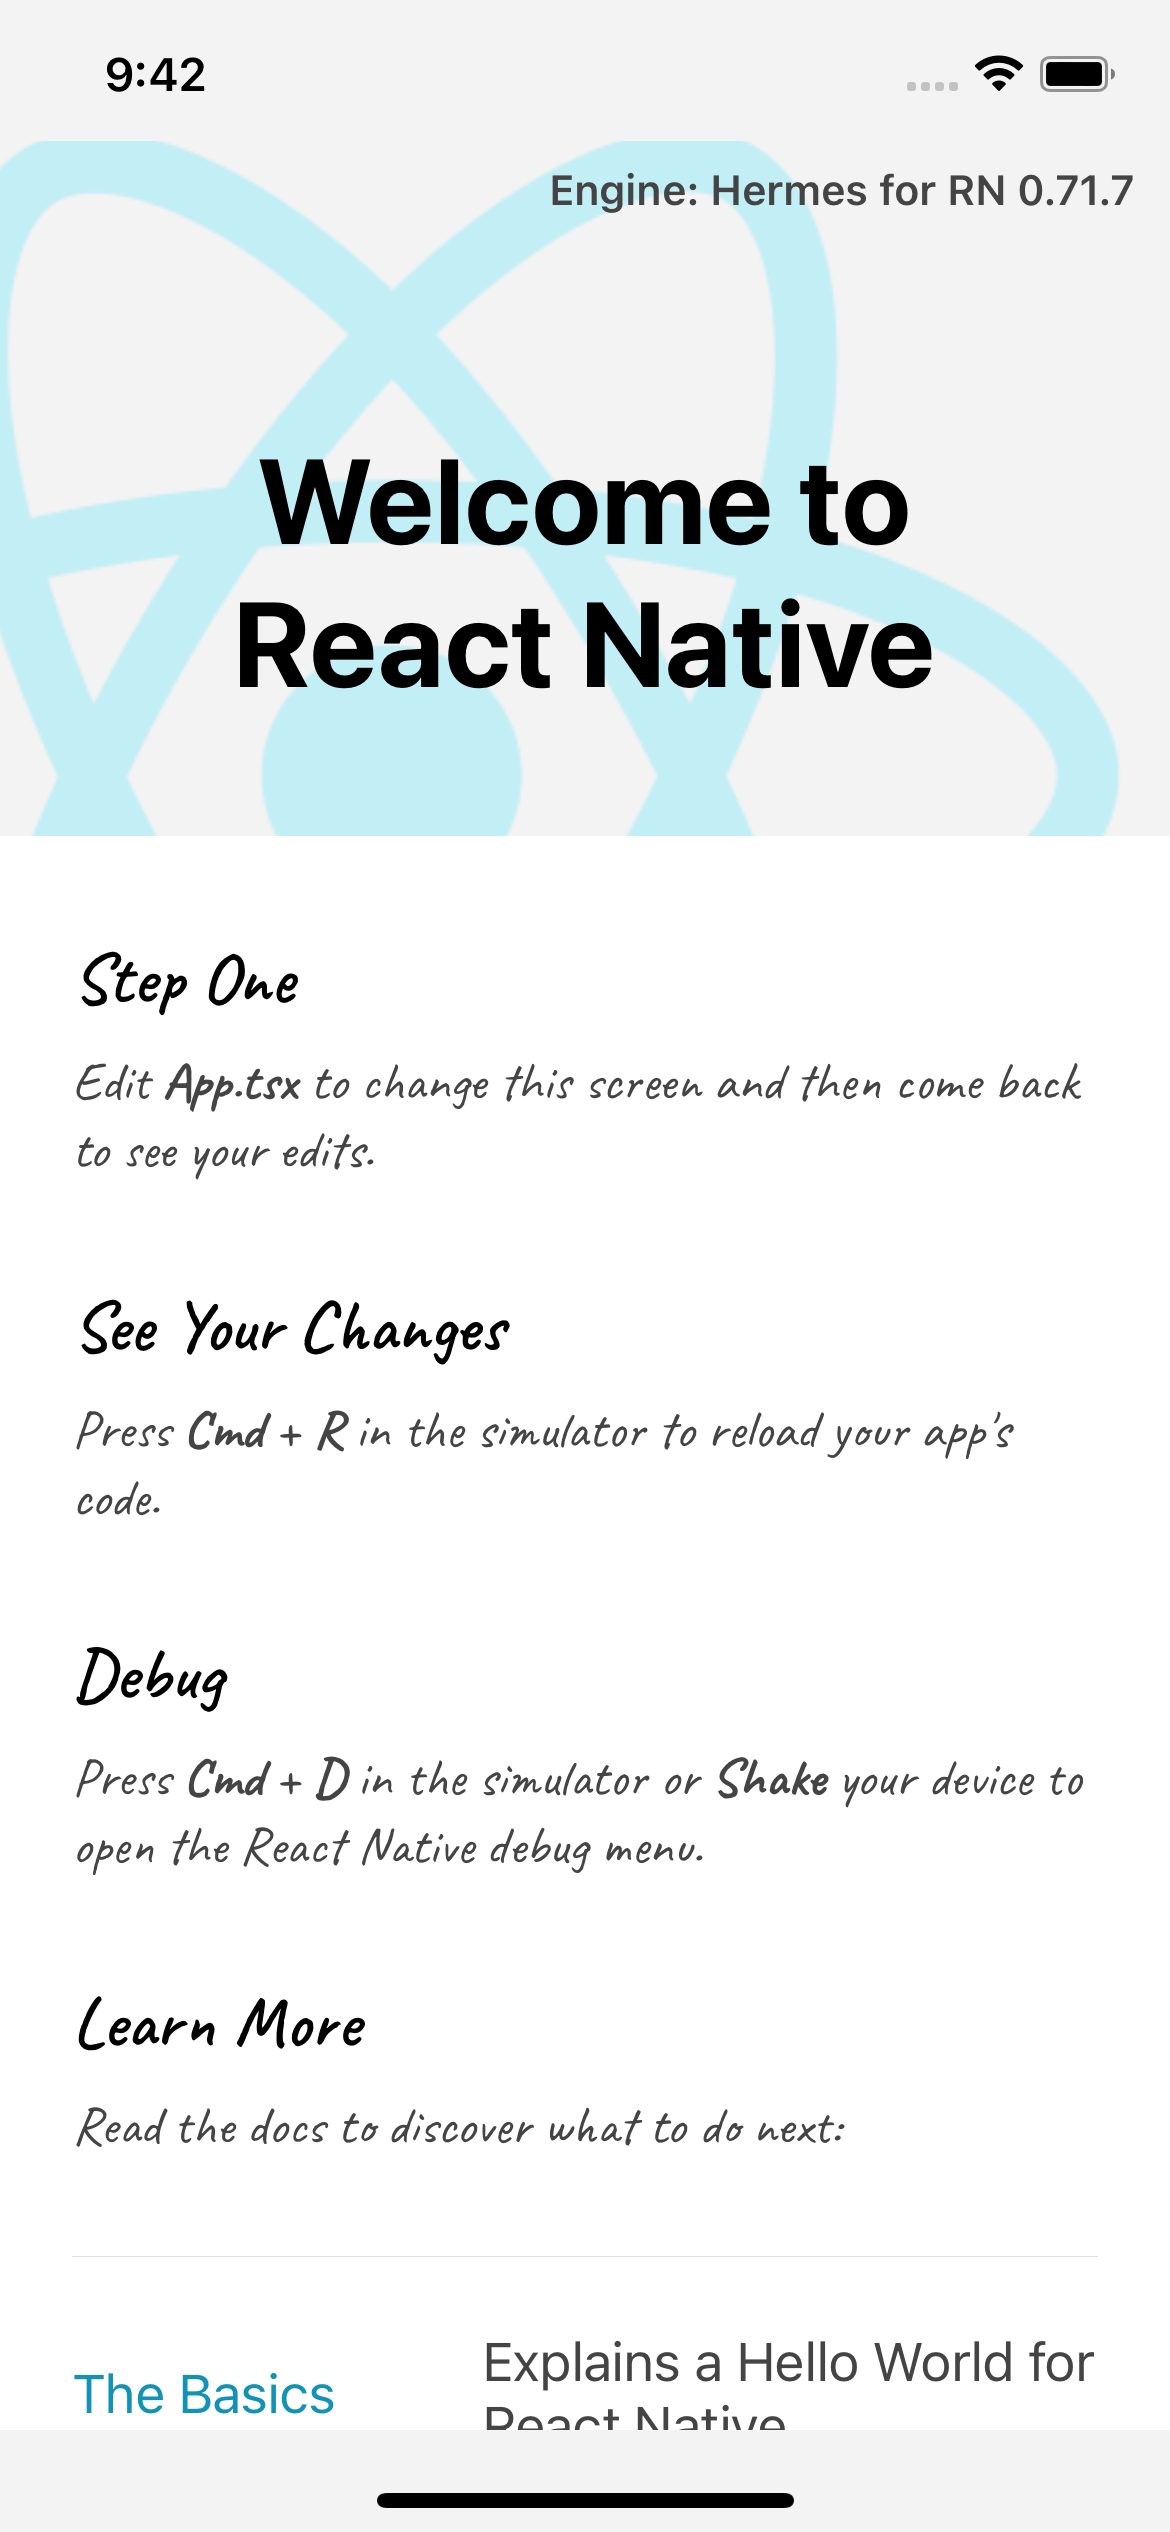 9:42
Engine: Hermes for RN 0.71.7
Welcome to
React Native
Step One
Edit App.tsx to change this screen and then come back
to see your edits.
See Your Changes
Press Cmd + R in the simulator to reload your app's
code.
Debug
Press Cmd + D in the simulator or Shake your device to
open the React Native debug menu.
Learn More
Read the docs to discover what to do next:
The Basics
Explains a Hello World for
React Native